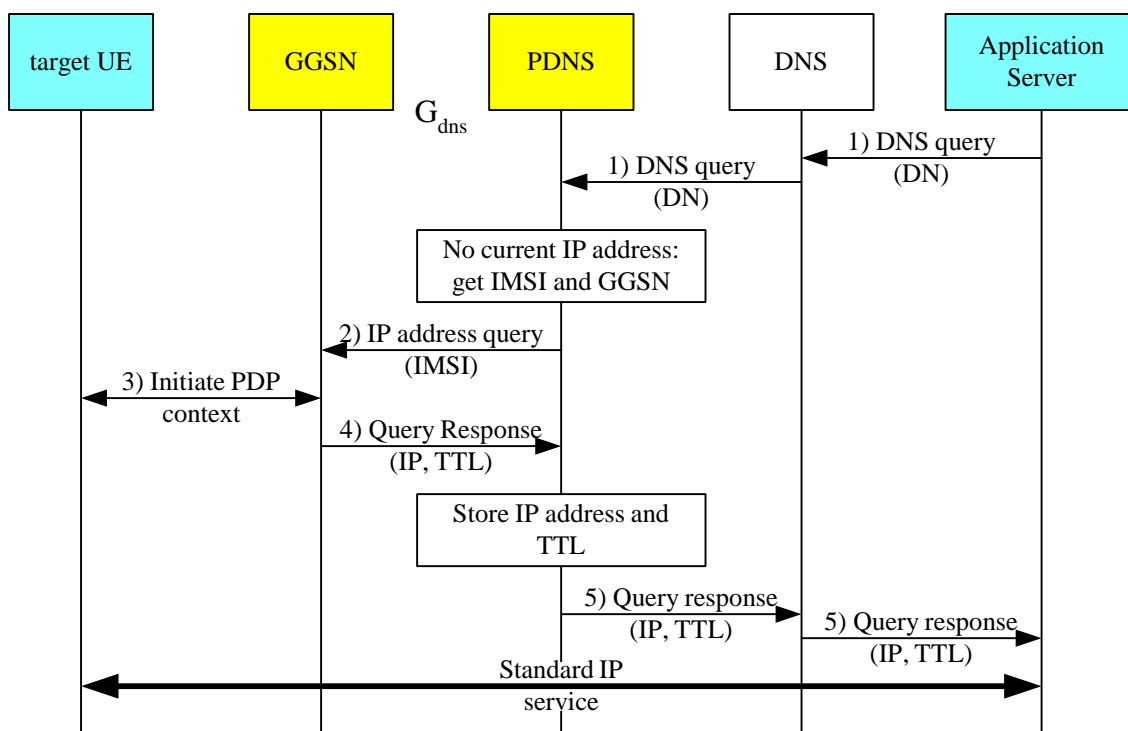 target UE
GGSN
PDNS
DNS
Application
Server
G_dns
1) DNS query
(DN)
1) DNS query
(DN)
No current IP address:
get IMSI and GGSN
2) IP address query
(IMSI)
3) Initiate PDP
context
4) Query Response
(IP, TTL)
Store IP address and
TTL
5) Query response
(IP, TTL)
5) Query response
(IP, TTL)
Standard IP
service